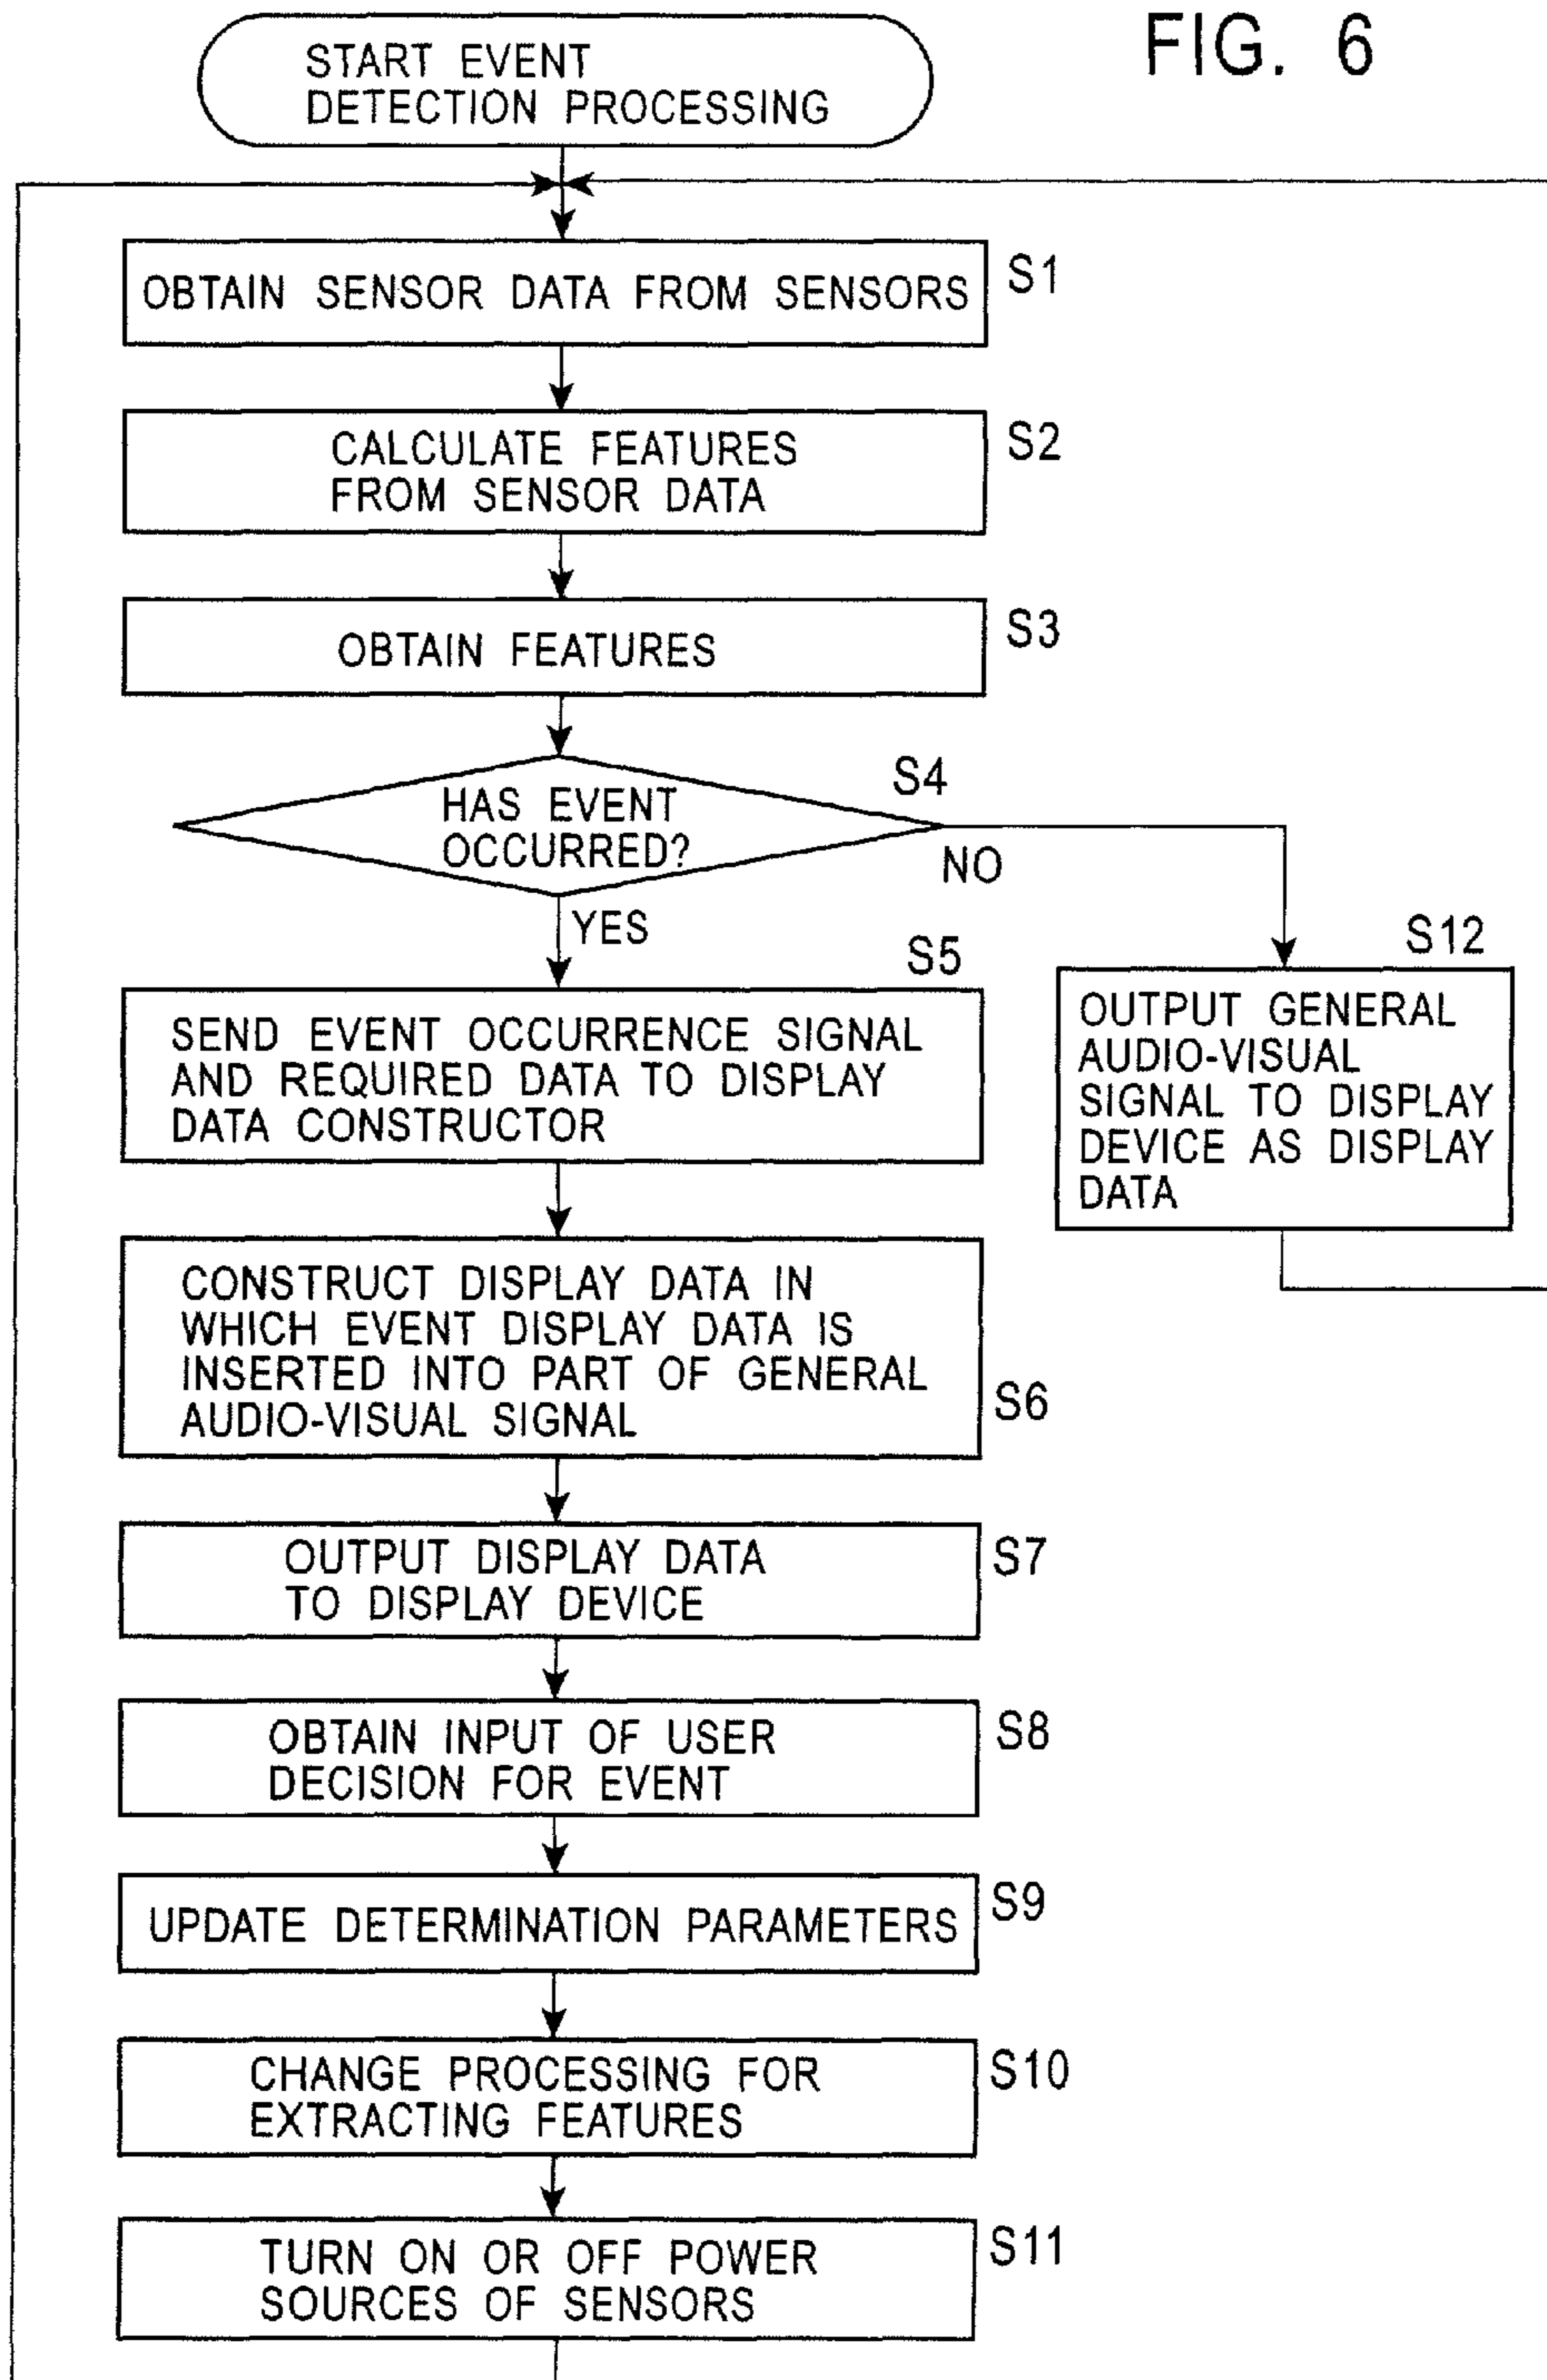 FIG. 6
START EVENT
DETECTION PROCESSING
OBTAIN SENSOR DATA FROM SENSORS
S1
CALCULATE FEATURES
FROM SENSOR DATA
S2
OBTAIN FEATURES
S3
HAS EVENT
OCCURRED?
S4
NO
YES
S5
SEND EVENT OCCURRENCE SIGNAL
AND REQUIRED DATA TO DISPLAY
DATA CONSTRUCTOR
S12
OUTPUT GENERAL
AUDIO-VISUAL
SIGNAL TO DISPLAY
DEVICE AS DISPLAY
DATA
CONSTRUCT DISPLAY DATA IN
WHICH EVENT DISPLAY DATA IS
INSERTED INTO PART OF GENERAL
AUDIO-VISUAL SIGNAL
S6
OUTPUT DISPLAY DATA
TO DISPLAY DEVICE
S7
OBTAIN INPUT OF USER
DECISION FOR EVENT
S8
UPDATE DETERMINATION PARAMETERS
S9
CHANGE PROCESSING FOR
EXTRACTING FEATURES
S10
TURN ON OR OFF POWER
SOURCES OF SENSORS
S11